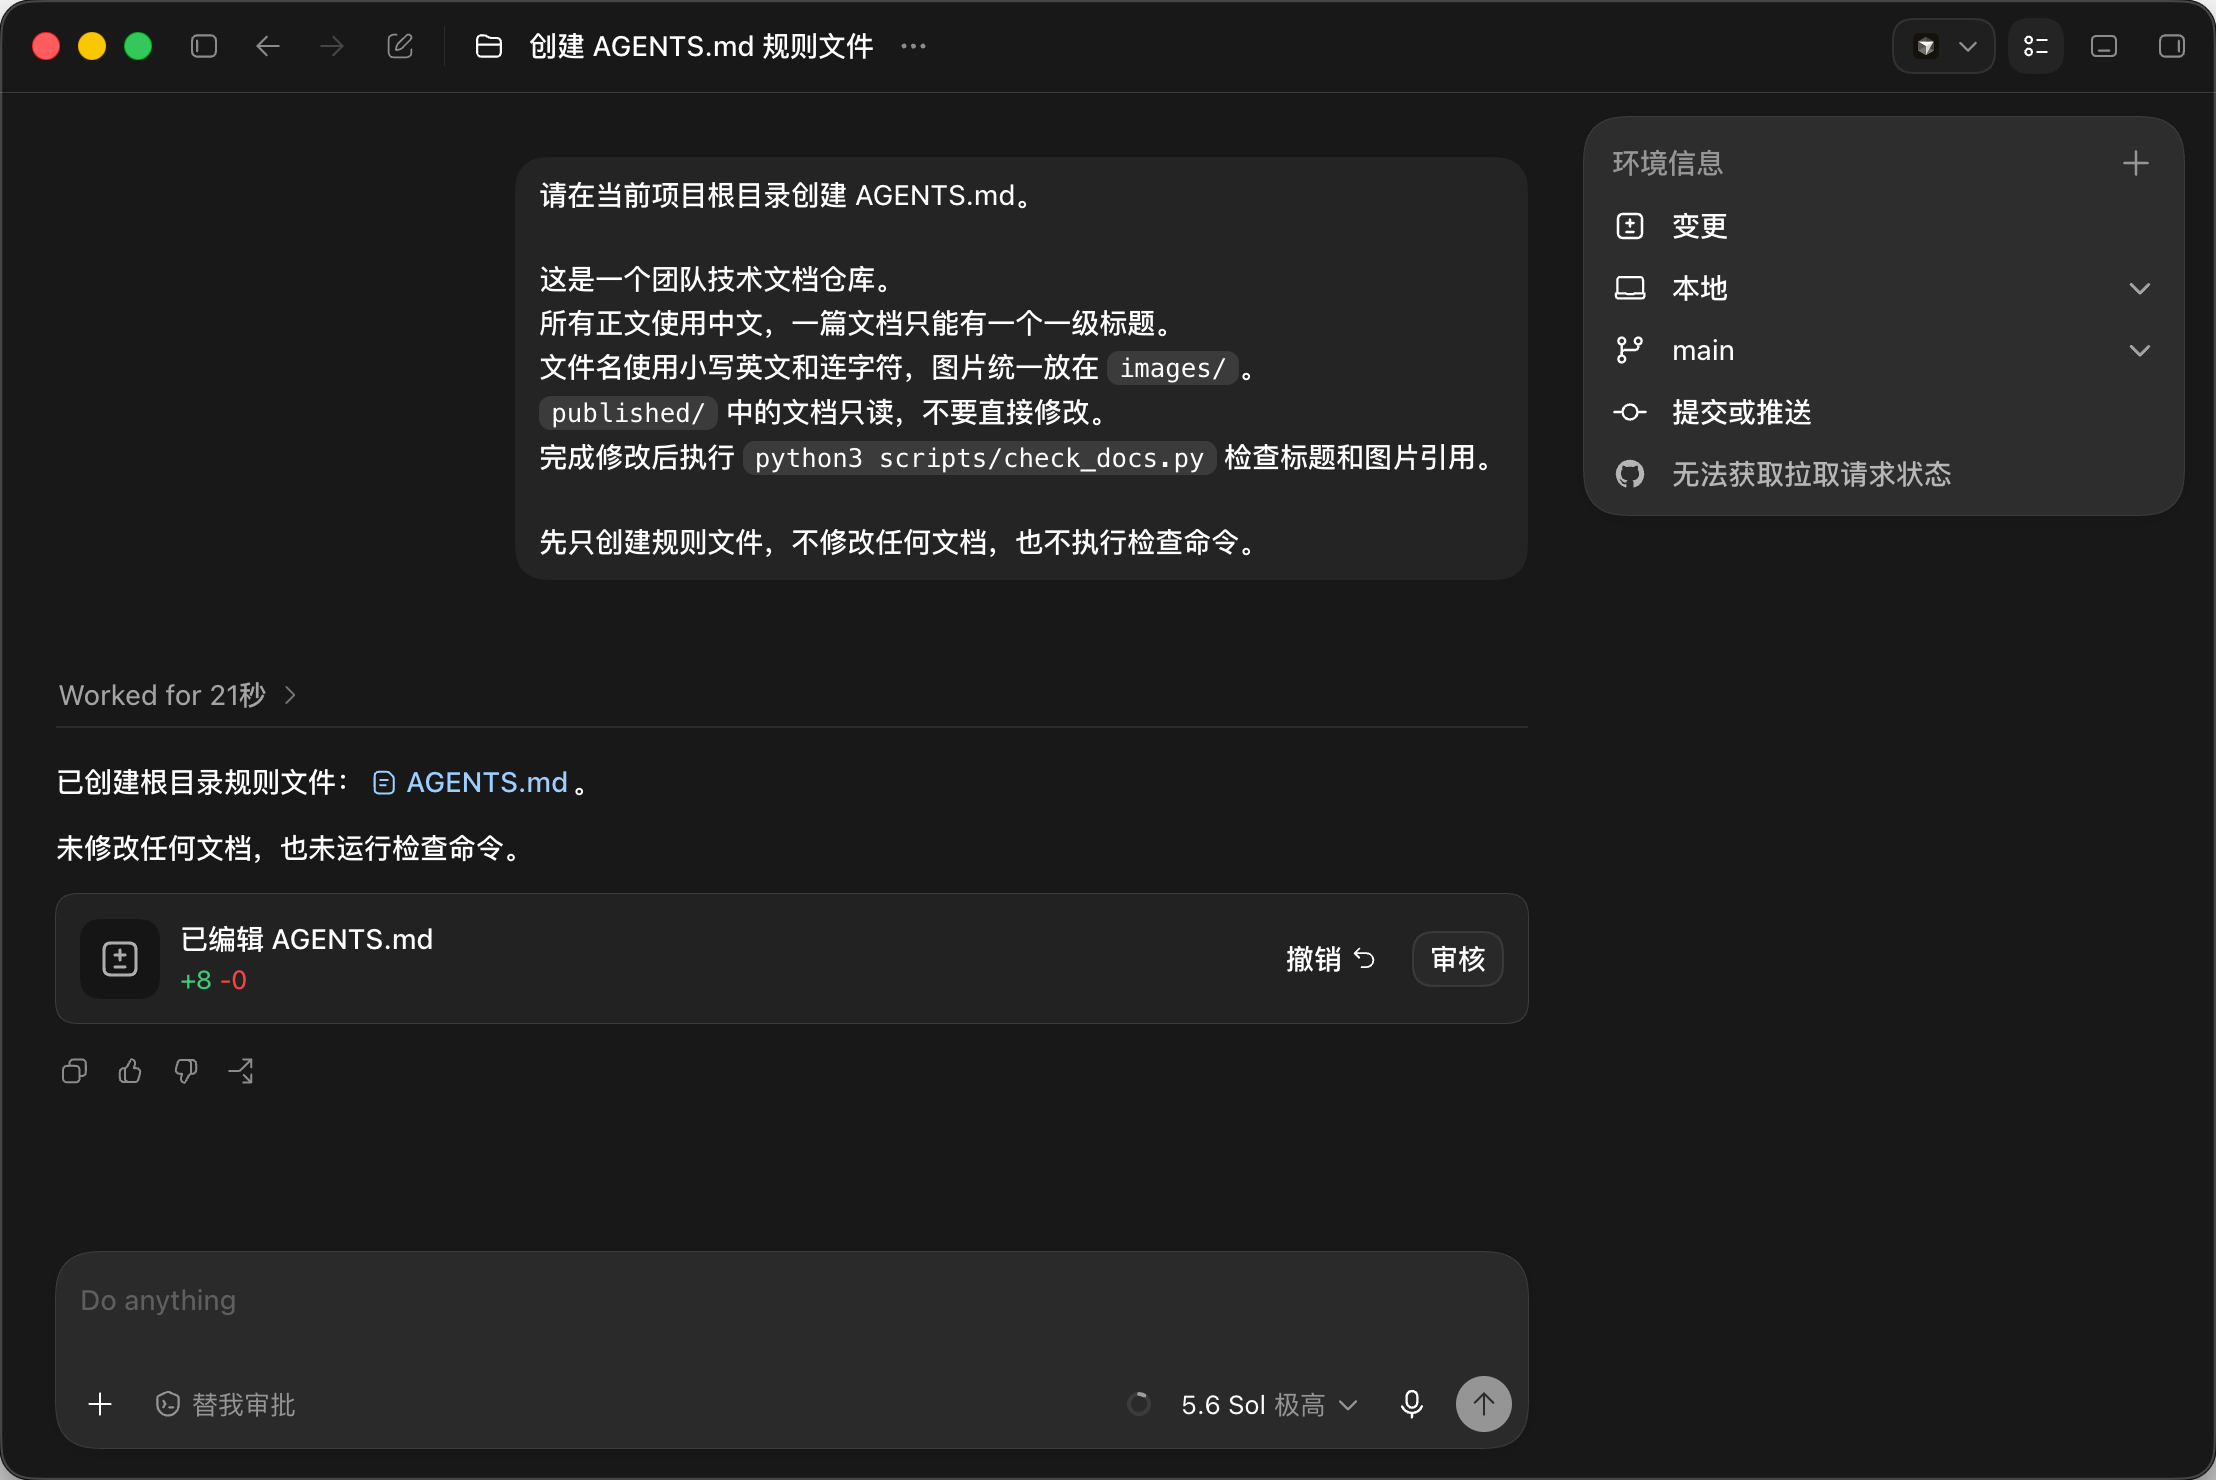 创建 AGENTS.md 规则文件
请在当前项目根目录创建 AGENTS.md。
这是一个团队技术文档仓库。
所有正文使用中文，一篇文档只能有一个一级标题。
文件名使用小写英文和连字符，图片统一放在 images/ 。
published/ 中的文档只读，不要直接修改。
完成修改后执行 python3 scripts/check_docs.py 检查标题和图片引用。
先只创建规则文件，不修改任何文档，也不执行检查命令。
环境信息
变更
本地
main
提交或推送
无法获取拉取请求状态
Worked for 21秒
已创建根目录规则文件： AGENTS.md 。
未修改任何文档，也未运行检查命令。
已编辑 AGENTS.md
+8 -0
撤销
审核
Do anything
替我审批
5.6 Sol 极高